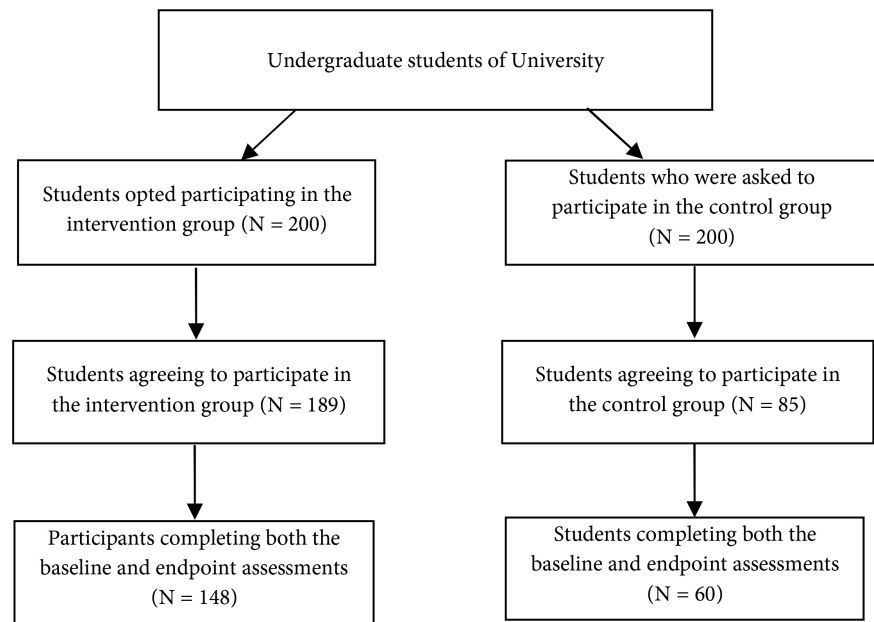 Undergraduate students of University
Students opted participating in the
intervention group (N = 200)
Students who were asked to
participate in the control group
(N = 200)
Students agreeing to participate in
the intervention group (N = 189)
Students agreeing to participate in
the control group (N = 85)
Participants completing both the
baseline and endpoint assessments
(N = 148)
Students completing both the
baseline and endpoint assessments
(N = 60)